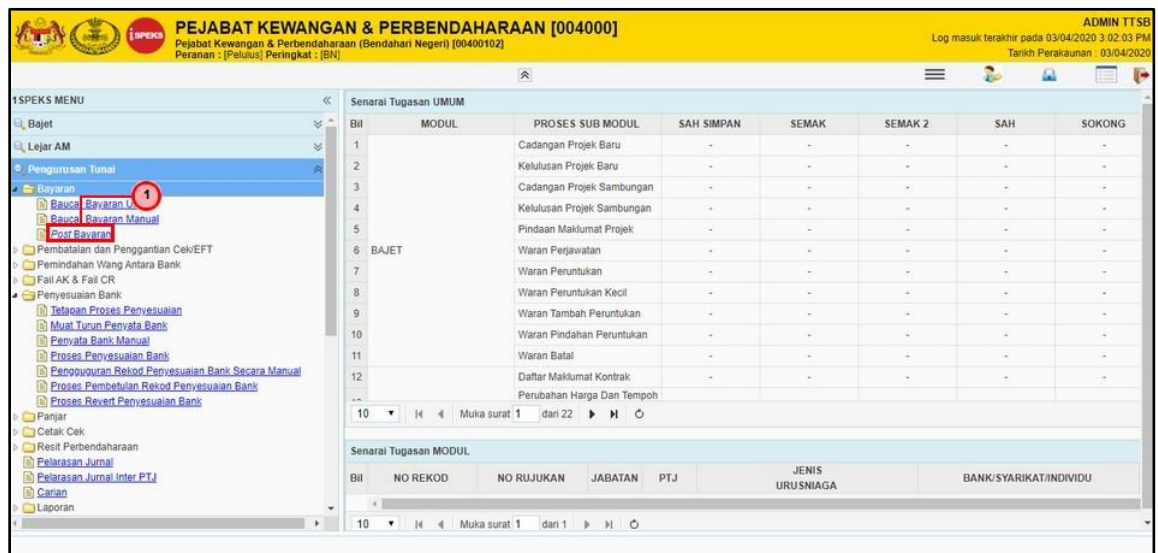 iSPEKS
PEJABAT KEWANGAN & PERBENDAHARAAN [004000]
Pejabat Kewangan & Perbendaharaan (Bendahari Negeri) [00400102]
Peranan : [Pelulus] Peringkat : [BN]
ADMIN TTSB
Log masuk terakhir pada 03/04/2020 3:02:03 PM
Tarikh Perakaunan : 03/04/2020
1SPEKS MENU
Bajet
Lejar AM
Pengurusan Tunai
Bayaran
1
Baucar Bayaran
Baucar Bayaran Manual
Post Bayaran
Pembatalan dan Penggantian Cek/EFT
Pemindahan Wang Antara Bank
Fail AK & Fail CR
Penyesuaian Bank
Tetapan Proses Penyesuaian
Muat Turun Penyata Bank
Penyata Bank Manual
Proses Penyesuaian Bank
Pengguguran Rekod Penyesuaian Bank Secara Manual
Proses Pembetulan Rekod Penyesuaian Bank
Proses Revert Penyesuaian Bank
Panjar
Cetak Cek
Resit Perbendaharaan
Pelarasan Jurnal
Pelarasan Jurnal Inter PTJ
Carian
Laporan
Senarai Tugasan UMUM
Bil MODUL PROSES SUB MODUL SAH SIMPAN SEMAK SEMAK 2 SAH SOKONG
1 Cadangan Projek Baru - - - - -
2 Kelulusan Projek Baru - - - - -
3 Cadangan Projek Sambungan - - - - -
4 Kelulusan Projek Sambungan - - - - -
5 Pindaan Maklumat Projek - - - - -
6 BAJET Waran Perjawatan - - - - -
7 Waran Peruntukan - - - - -
8 Waran Peruntukan Kecil - - - - -
9 Waran Tambah Peruntukan - - - - -
10 Waran Pindahan Peruntukan - - - - -
11 Waran Batal - - - - -
12 Daftar Maklumat Kontrak - - - - -
Perubahan Harga Dan Tempoh
10 Muka surat 1 dari 22
Senarai Tugasan MODUL
Bil NO REKOD NO RUJUKAN JABATAN PTJ JENIS URUSNIAGA BANK/SYARIKAT/INDIVIDU
10 Muka surat 1 dari 1